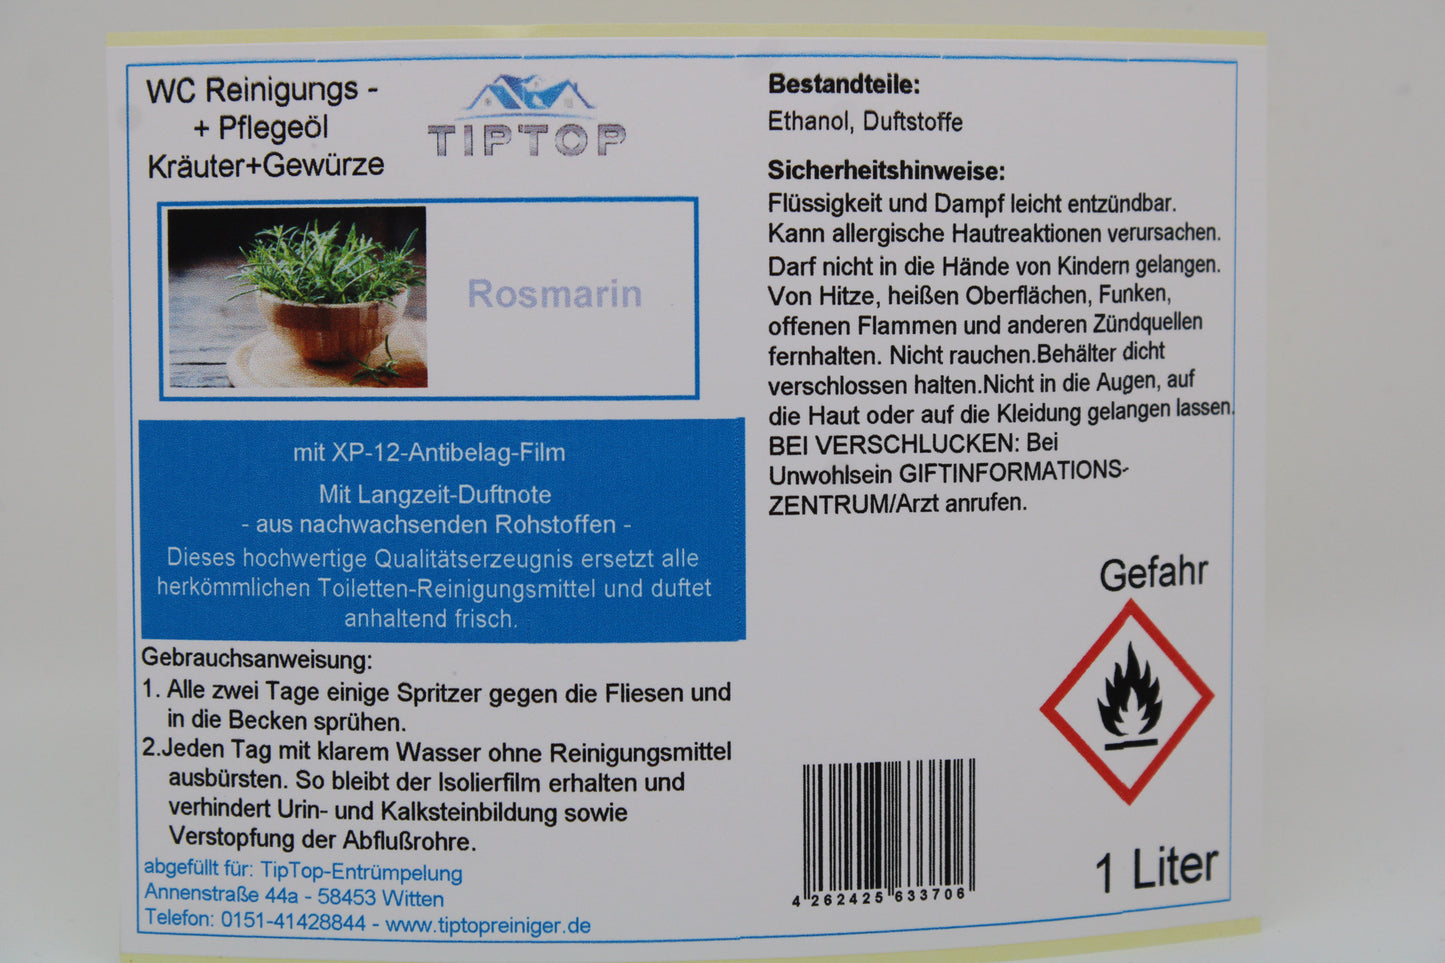 WC Reinigungs -
+ Pflegeöl
Kräuter+Gewürze
TIPTOP
Rosmarin
mit XP-12-Antibelag-Film
Mit Langzeit-Duftnote
- aus nachwachsenden Rohstoffen -
Dieses hochwertige Qualitätserzeugnis ersetzt alle
herkömmlichen Toiletten-Reinigungsmittel und duftet
anhaltend frisch.
Gebrauchsanweisung:
1. Alle zwei Tage einige Spritzer gegen die Fliesen und
in die Becken sprühen.
2.Jeden Tag mit klarem Wasser ohne Reinigungsmittel
ausbürsten. So bleibt der Isolierfilm erhalten und
verhindert Urin- und Kalksteinbildung sowie
Verstopfung der Abflußrohre.
abgefüllt für: TipTop-Entrümpelung
Annenstraße 44a - 58453 Witten
Telefon: 0151-41428844 - www.tiptopreiniger.de
Bestandteile:
Ethanol, Duftstoffe
Sicherheitshinweise:
Flüssigkeit und Dampf leicht entzündbar.
Kann allergische Hautreaktionen verursachen.
Darf nicht in die Hände von Kindern gelangen.
Von Hitze, heißen Oberflächen, Funken,
offenen Flammen und anderen Zündquellen
fernhalten. Nicht rauchen.Behälter dicht
verschlossen halten.Nicht in die Augen, auf
die Haut oder auf die Kleidung gelangen lassen.
BEI VERSCHLUCKEN: Bei
Unwohlsein GIFTINFORMATIONS-
ZENTRUM/Arzt anrufen.
Gefahr
4 262425 633706
1 Liter